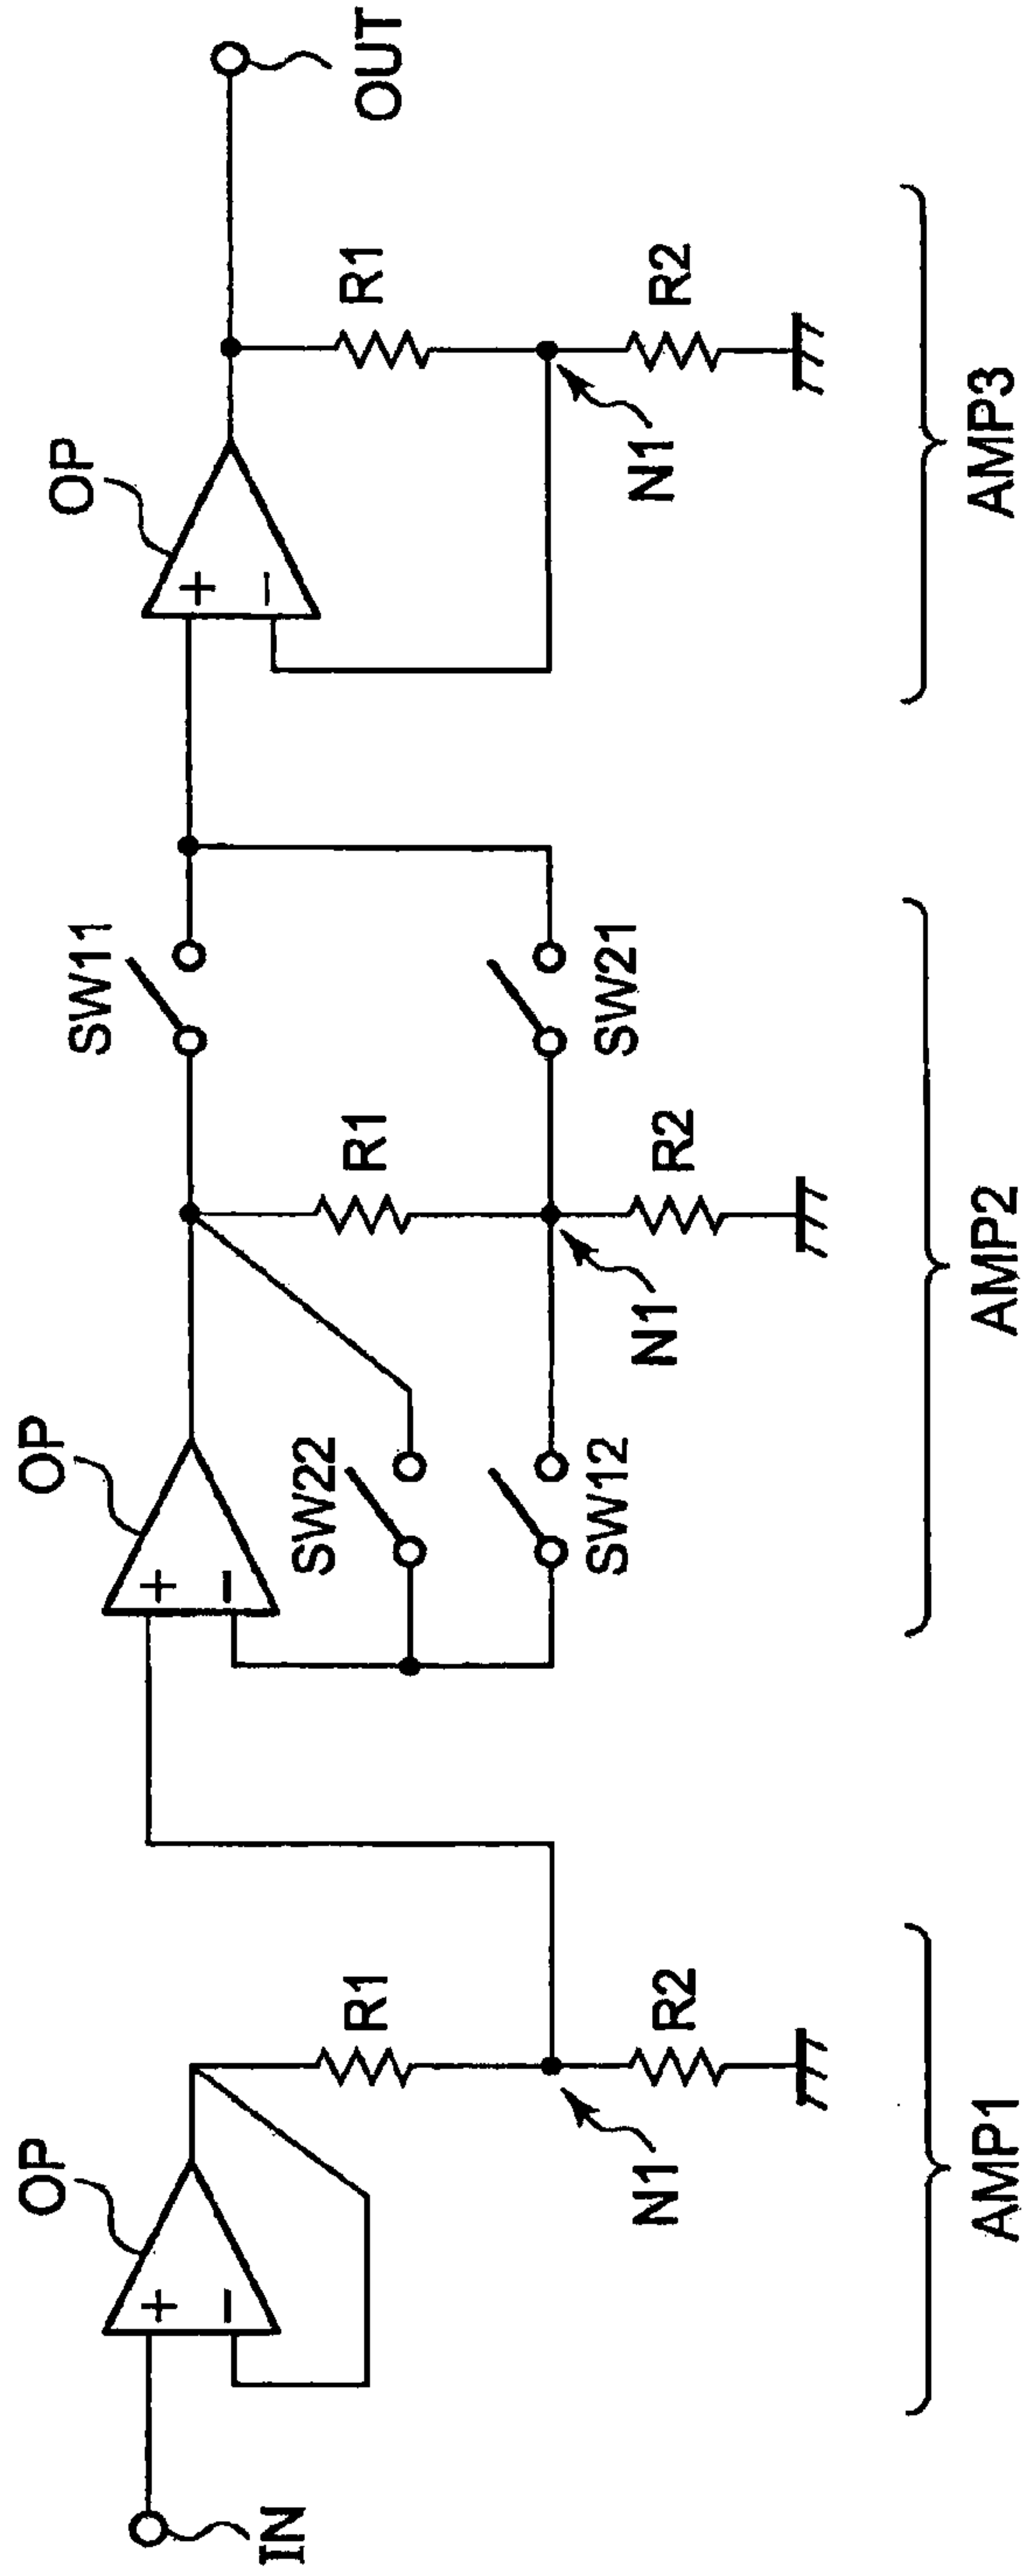 IN
OP
+
−
R1
N1
R2
AMP1
OP
+
−
SW22
SW12
R1
N1
R2
SW11
SW21
AMP2
OP
+
−
R1
N1
R2
AMP3
OUT